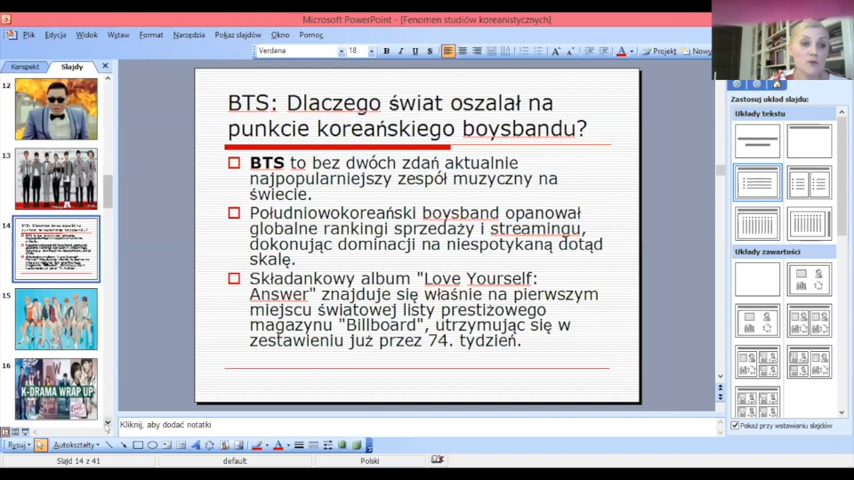 Microsoft PowerPoint - [Fenomen studiów koreanistycznych]
Plik Edycja Widok Wstaw Format Narzędzia Pokaz slajdów Okno Pomoc
Verdana 18 B I U S A A A Projekt Nowy
Konspekt Slajdy
12
13
14
15
16
K-DRAMA WRAP UP
BTS: Dlaczego świat oszalał na
punkcie koreańskiego boysbandu?
BTS to bez dwóch zdań aktualnie
najpopularniejszy zespół muzyczny na
świecie.
Południowokoreański boysband opanował
globalne rankingi sprzedaży i streamingu,
dokonując dominacji na niespotykaną dotąd
skalę.
Składankowy album "Love Yourself:
Answer" znajduje się właśnie na pierwszym
miejscu światowej listy prestiżowego
magazynu "Billboard", utrzymując się w
zestawieniu już przez 74. tydzień.
Zastosuj układ slajdu:
Układy tekstu
Układy zawartości
Pokaż przy wstawianiu slajdów
Kliknij, aby dodać notatki
Rysuj Autokształty
Slajd 14 z 41 default Polski